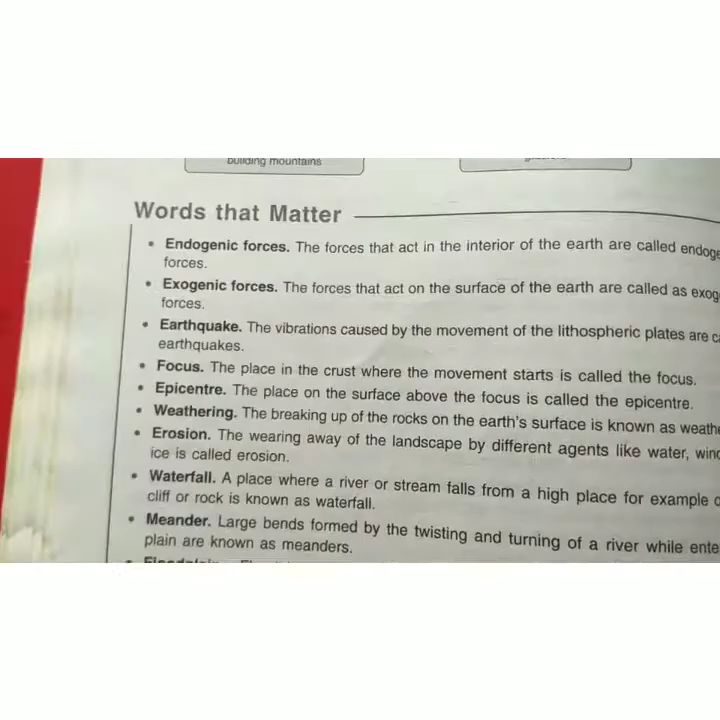 building mountains
Words that Matter
• Endogenic forces. The forces that act in the interior of the earth are called
forces.
• Exogenic forces. The forces that act on the surface of the earth are called as
forces.
• Earthquake. The vibrations caused by the movement of the lithospheric plates are
earthquakes.
• Focus. The place in the crust where the movement starts is called the focus.
• Epicentre. The place on the surface above the focus is called the epicentre.
• Weathering. The breaking up of the rocks on the earth's surface is known as
• Erosion. The wearing away of the landscape by different agents like water,
ice is called erosion.
• Waterfall. A place where a river or stream falls from a high place for example
cliff or rock is known as waterfall.
• Meander. Large bends formed by the twisting and turning of a river while
plain are known as meanders.